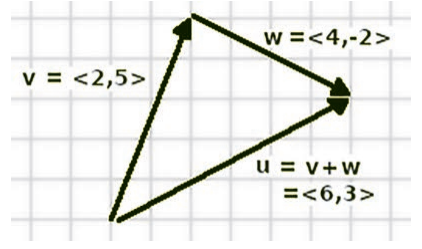 w =<4,-2>
v = <2,5>
u = v+w
=<6,3>